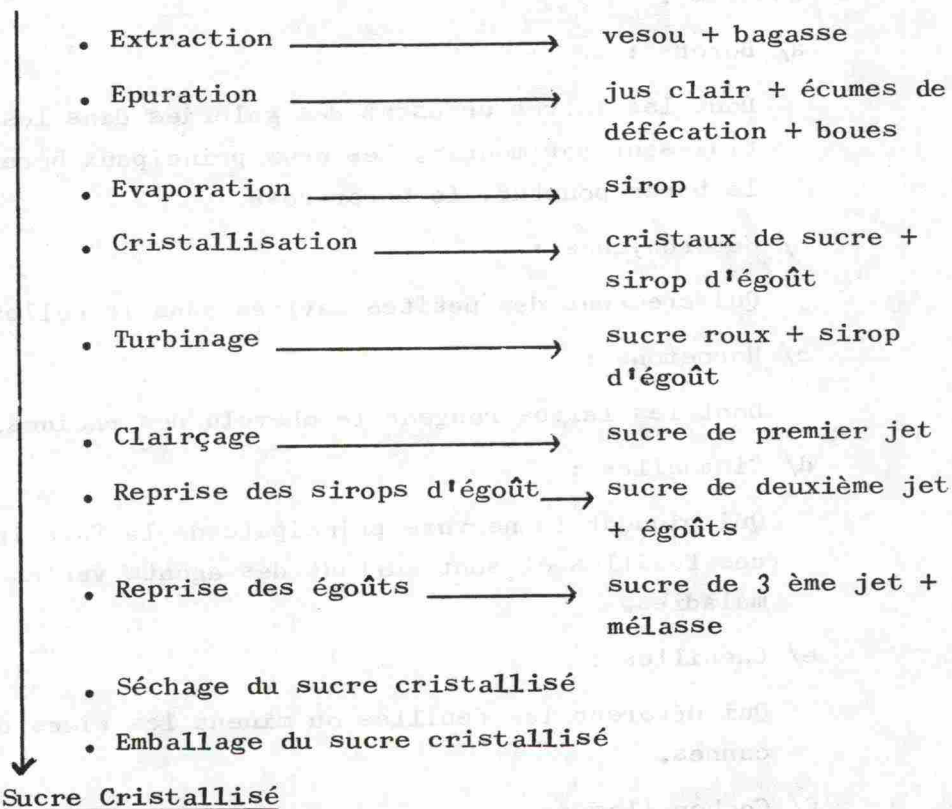 . Extraction → vesou + bagasse
. Epuration → jus clair + écumes de
défécation + boues
. Evaporation → sirop
. Cristallisation → cristaux de sucre +
sirop d'égoût
. Turbinage → sucre roux + sirop
d'égoût
. Clairçage → sucre de premier jet
. Reprise des sirops d'égoût → sucre de deuxième jet
+ égoûts
. Reprise des égoûts → sucre de 3 ème jet +
mélasse
. Séchage du sucre cristallisé
. Emballage du sucre cristallisé
Sucre Cristallisé